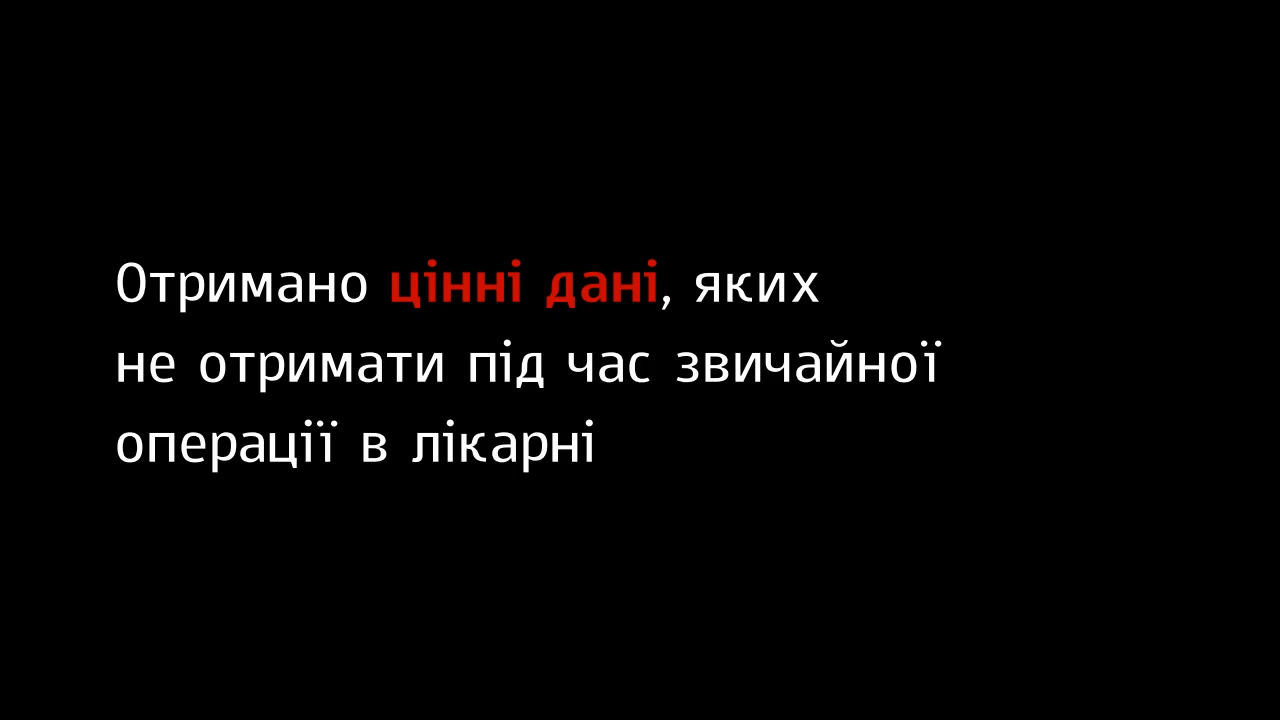 Отримано цінні дані, яких
не отримати під час звичайної
операції в лікарні